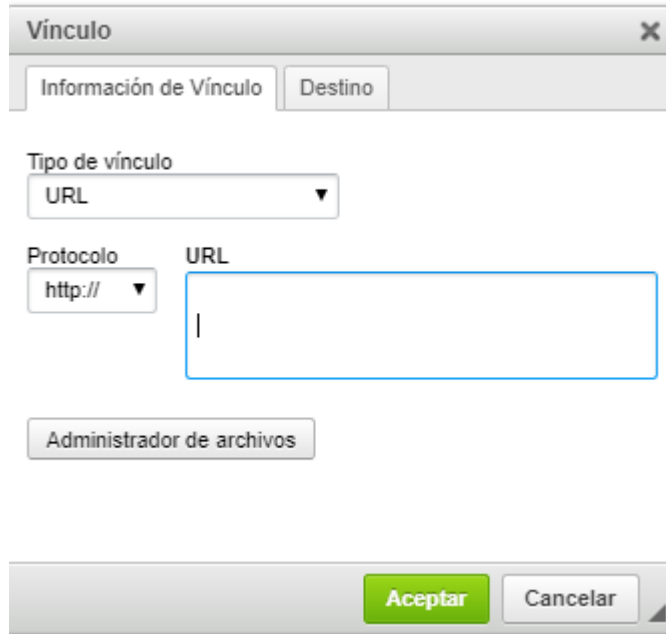 Vínculo
Información de Vínculo Destino
Tipo de vínculo
URL
Protocolo URL
http://
Administrador de archivos
Aceptar Cancelar